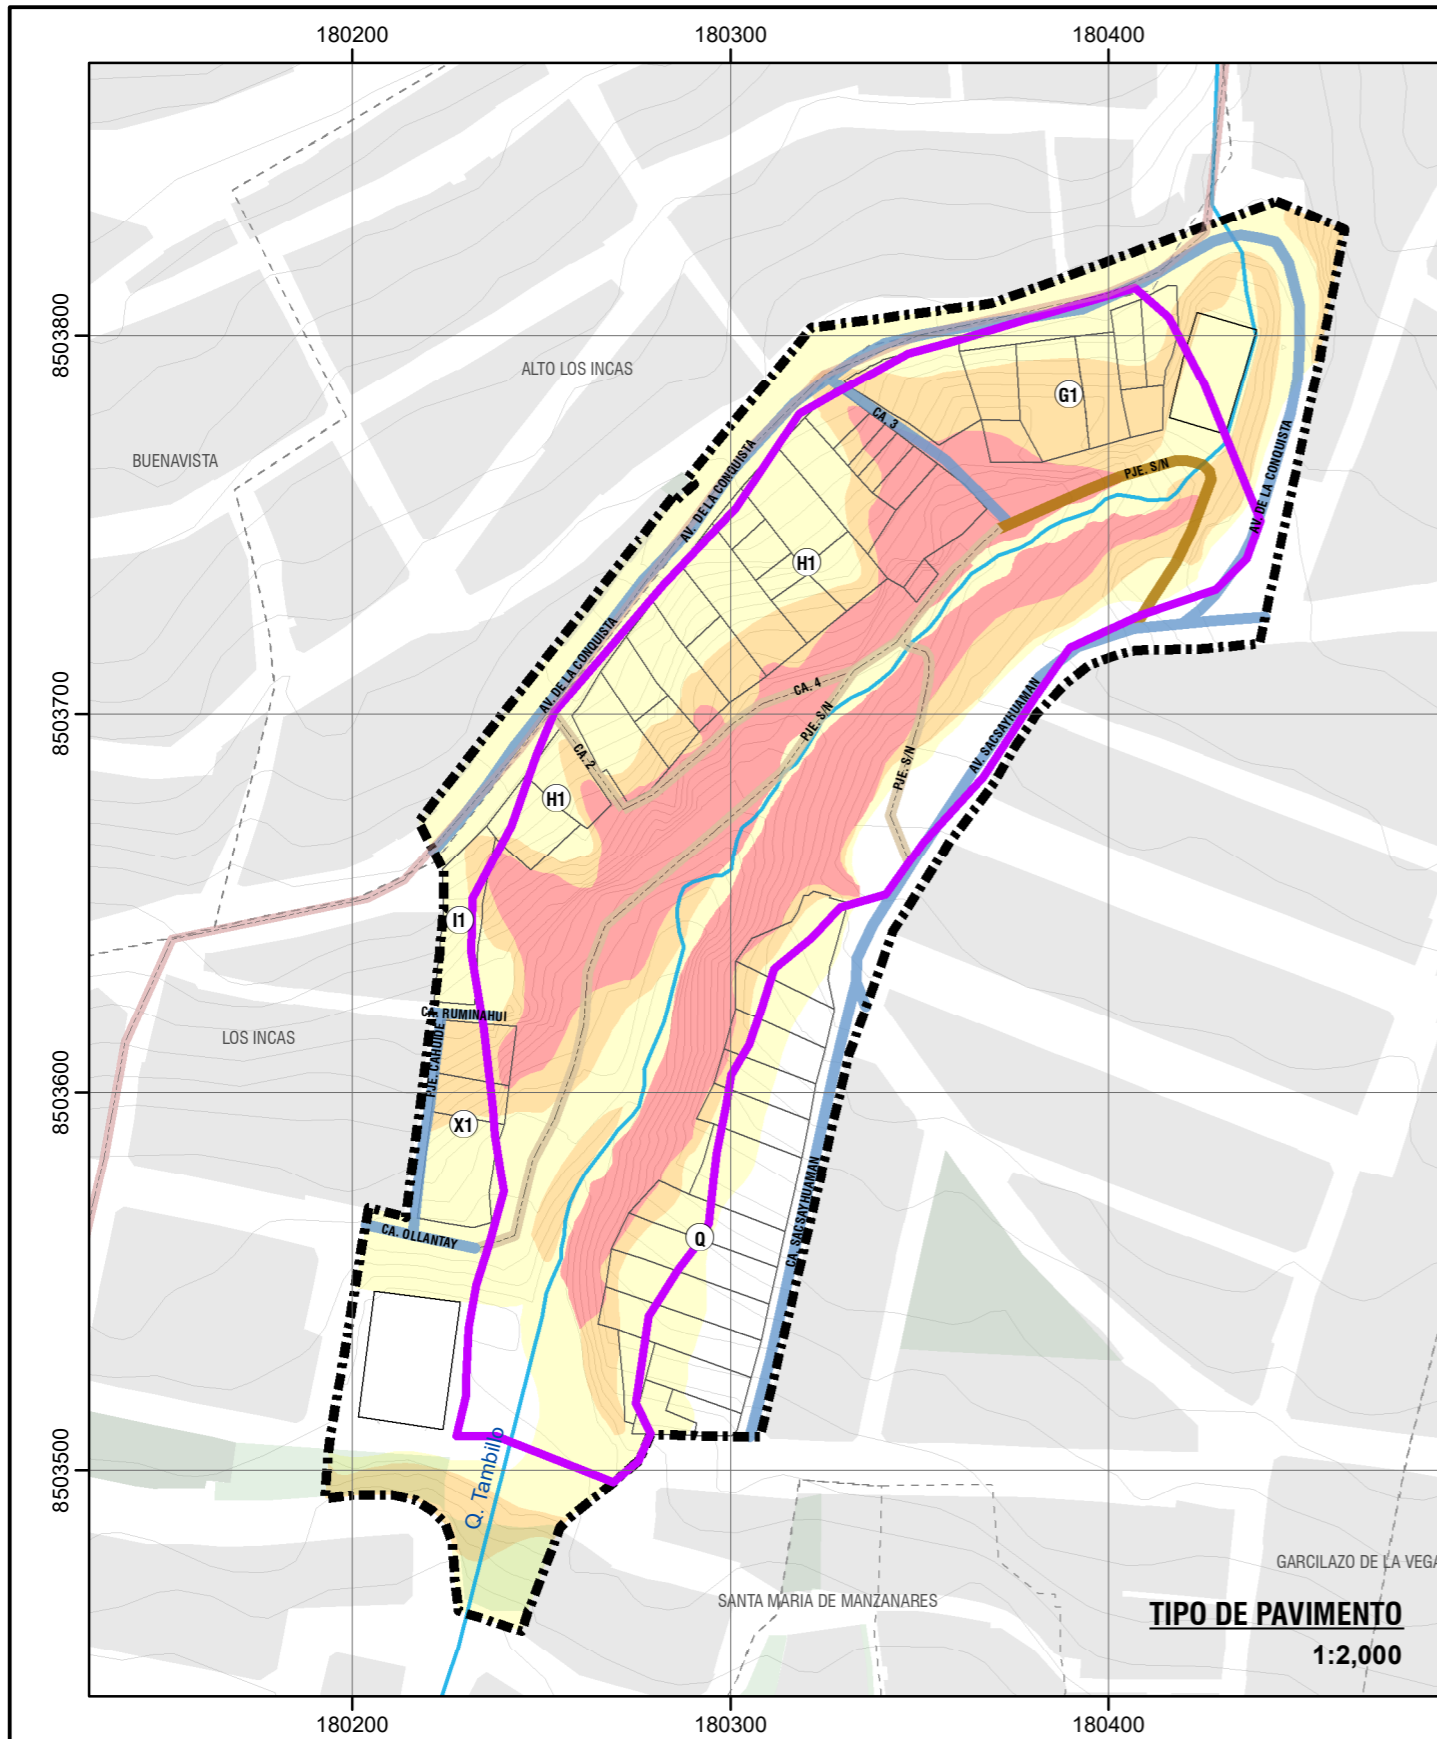 180200
180300
180400
8503800
8503700
8503600
8503500
ALTO LOS INCAS
BUENAVISTA
G1
CA. 3
PJE. S/N
AV. DE LA CONQUISTA
AV. DE LA CONQUISTA
H1
AV. DE LA CONQUISTA
CA. 4
PJE. S/N
AV. SACSAYHUAMAN
CA. 2
PJE. S/N
H1
I1
CA. RUMINAHUI
LOS INCAS
PJE. CAHUIDE
X1
CA. SACSAYHUAMAN
CA. OLLANTAY
Q
Q. Tambillo
GARCILAZO DE LA VEGA
SANTA MARIA DE MANZANARES
TIPO DE PAVIMENTO
1:2,000
180200
180300
180400